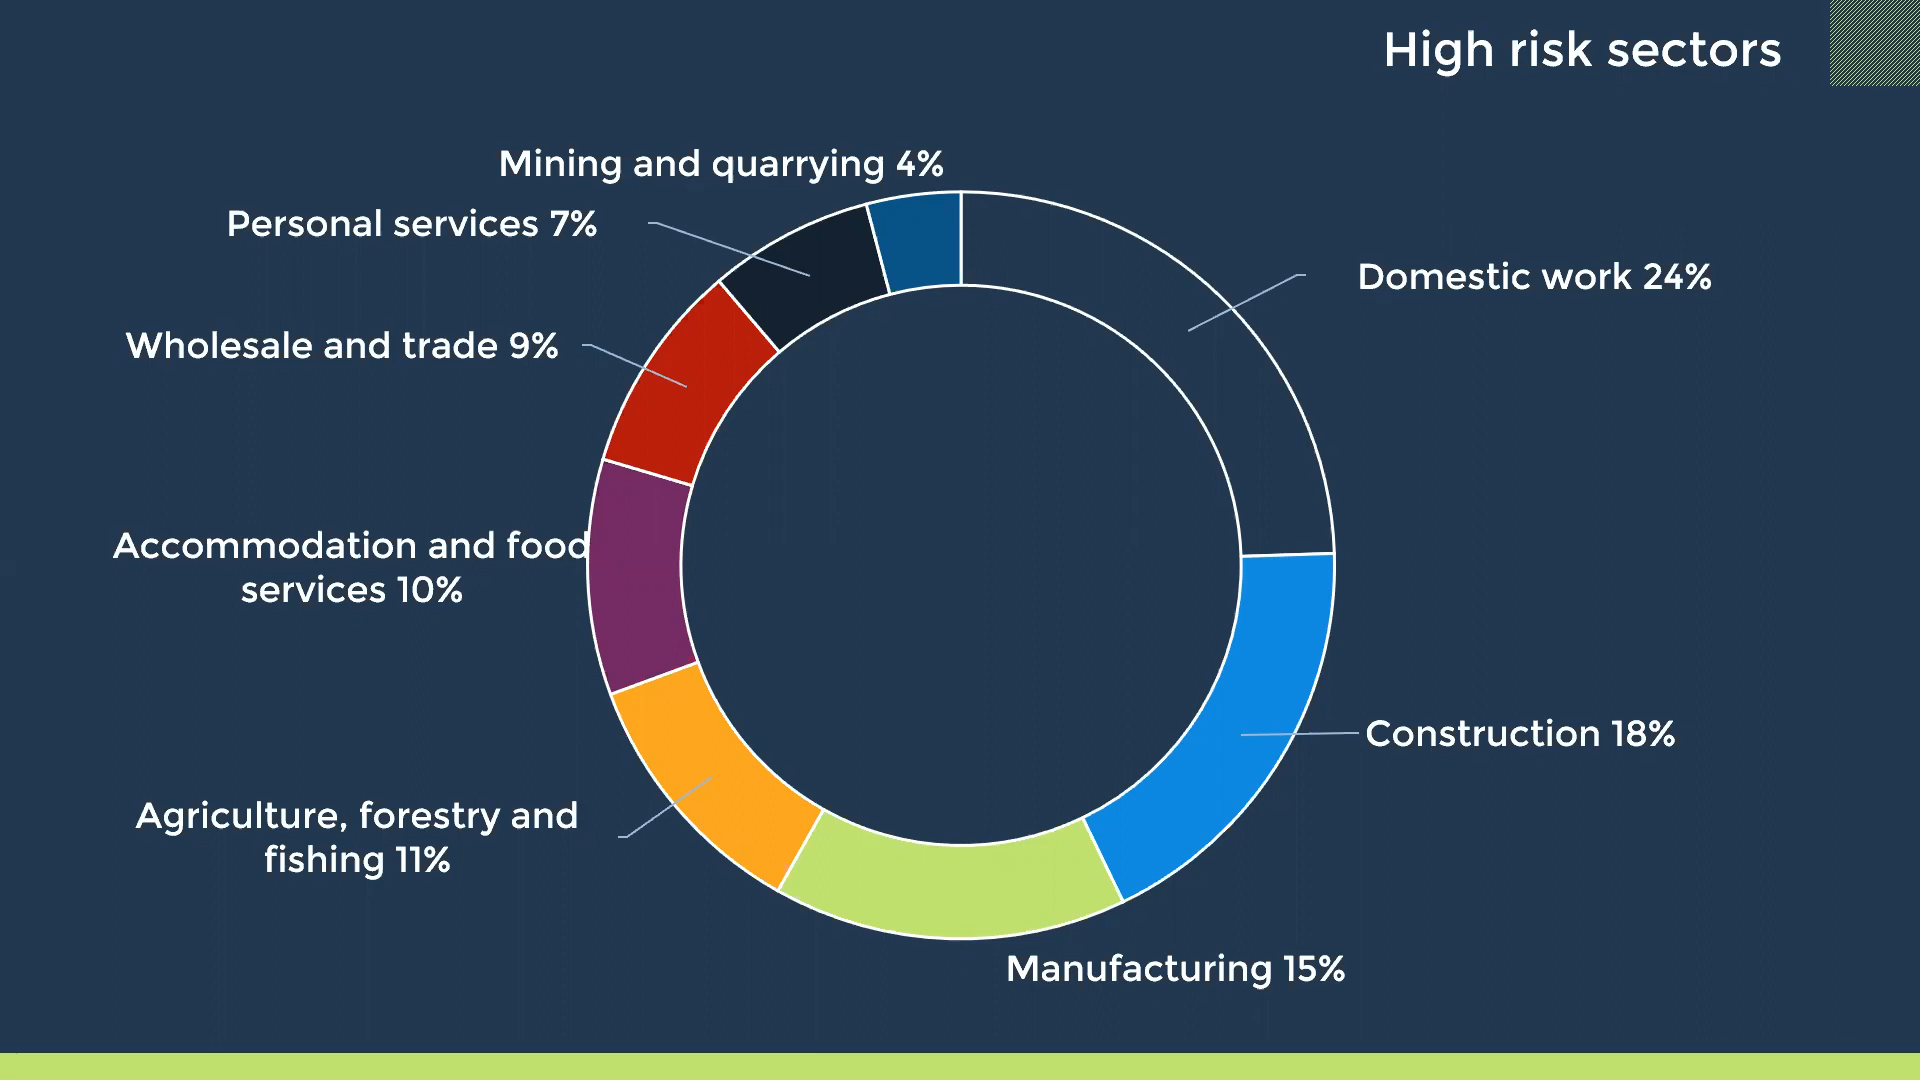 High risk sectors
Mining and quarrying 4%
Personal services 7%
Domestic work 24%
Wholesale and trade 9%
Accommodation and food
services 10%
Construction 18%
Agriculture, forestry and
fishing 11%
Manufacturing 15%